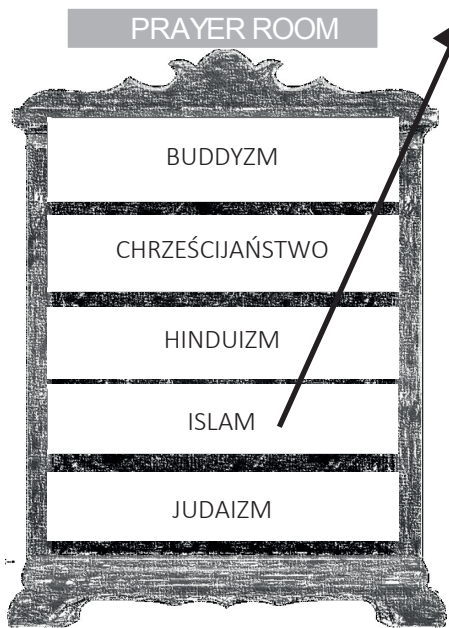 PRAYER ROOM
BUDDYZM
CHRZEŚCIJAŃSTWO
HINDUIZM
ISLAM
JUDAIZM